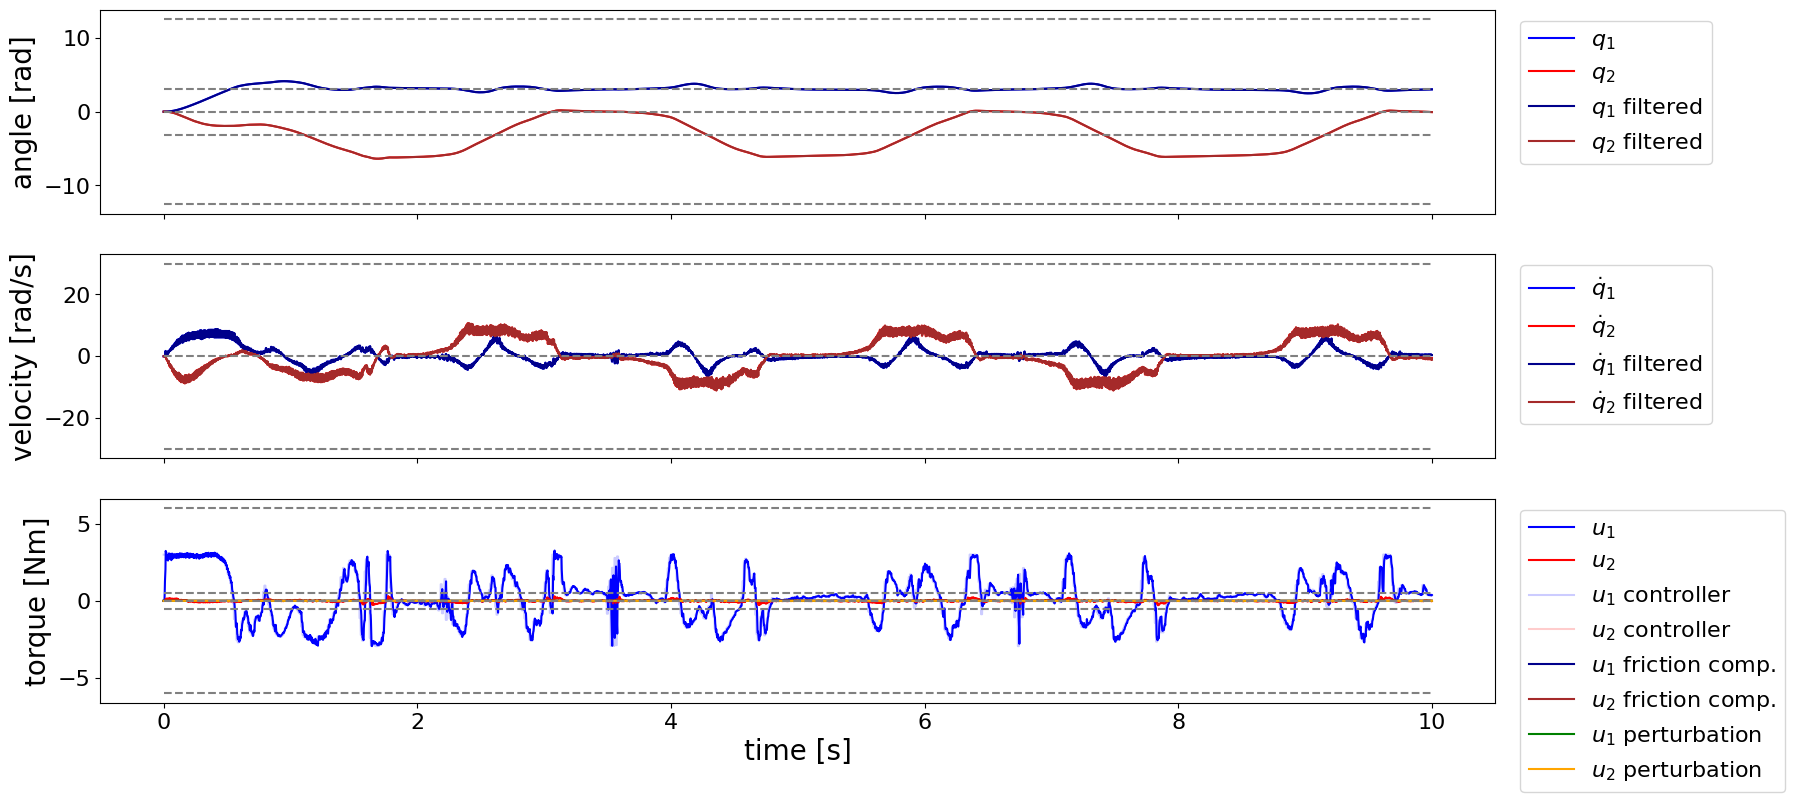 angle [rad]
10
0
−10
q₁
q₂
q₁ filtered
q₂ filtered
velocity [rad/s]
20
0
−20
q̇₁
q̇₂
q̇₁ filtered
q̇₂ filtered
torque [Nm]
5
0
−5
0 2 4 6 8 10
time [s]
u₁
u₂
u₁ controller
u₂ controller
u₁ friction comp.
u₂ friction comp.
u₁ perturbation
u₂ perturbation